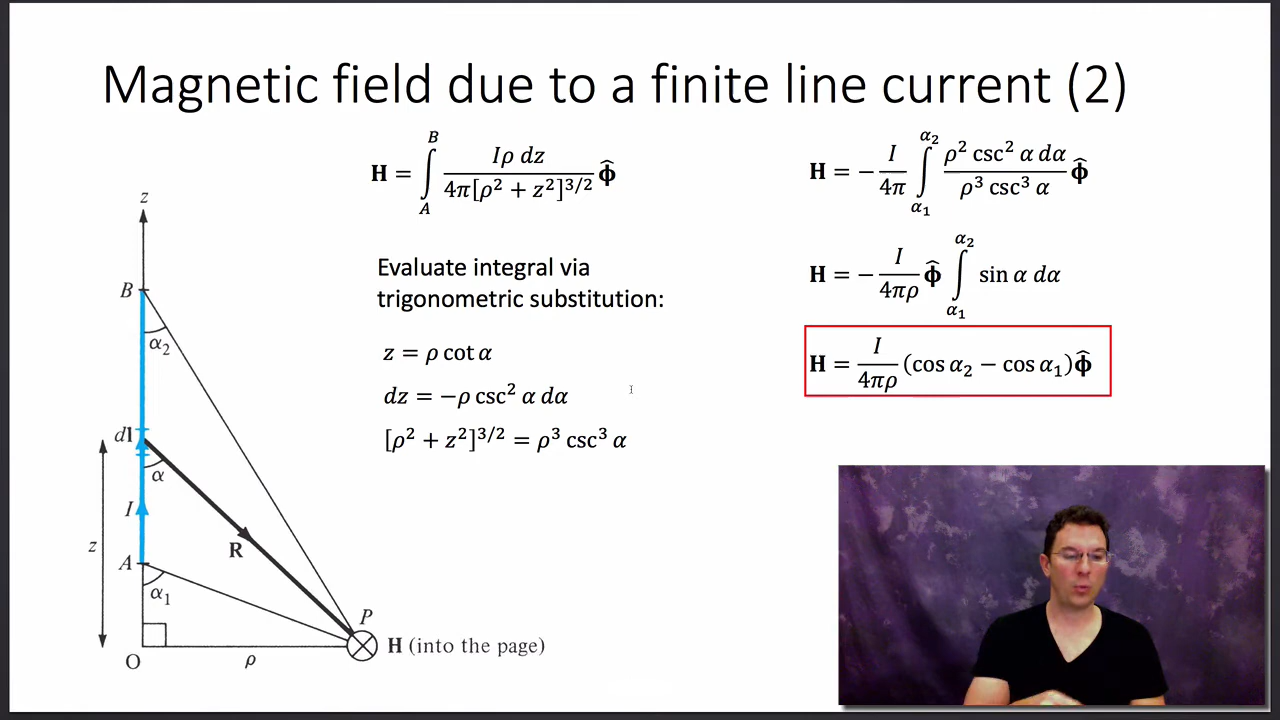 Magnetic field due to a finite line current (2)
𝐇 = ∫_A^B Iρ dz / 4π[ρ² + z²]^{3/2} 𝛟̂
Evaluate integral via
trigonometric substitution:
z = ρ cot α
dz = −ρ csc² α dα
[ρ² + z²]^{3/2} = ρ³ csc³ α
𝐇 = − I / 4π ∫_{α₁}^{α₂} ρ² csc² α dα / ρ³ csc³ α 𝛟̂
𝐇 = − I / 4πρ 𝛟̂ ∫_{α₁}^{α₂} sin α dα
𝐇 = I / 4πρ (cos α₂ − cos α₁)𝛟̂
z
B
α₂
dl
α
I
z
R
A
α₁
P
H (into the page)
O
ρ